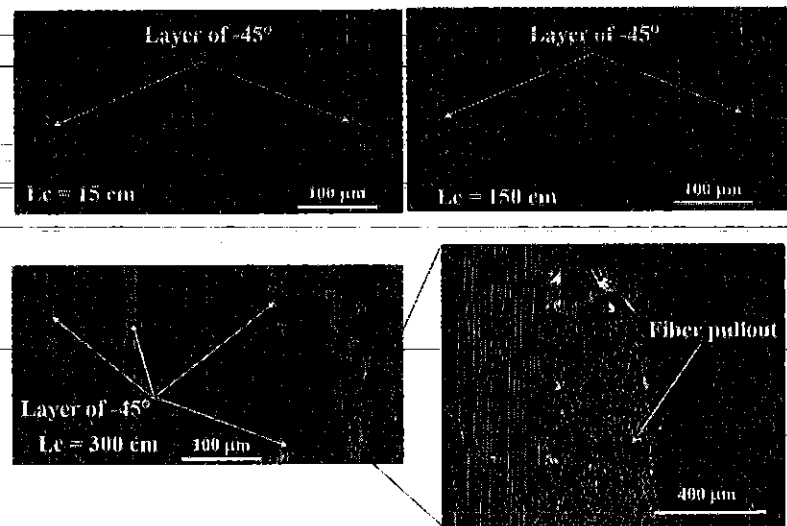 Layer of -45°
Lc = 15 cm
100 µm
Layer of -45°
Lc = 150 cm
100 µm
Layer of -45°
Lc = 300 cm
100 µm
Fiber pullout
400 µm